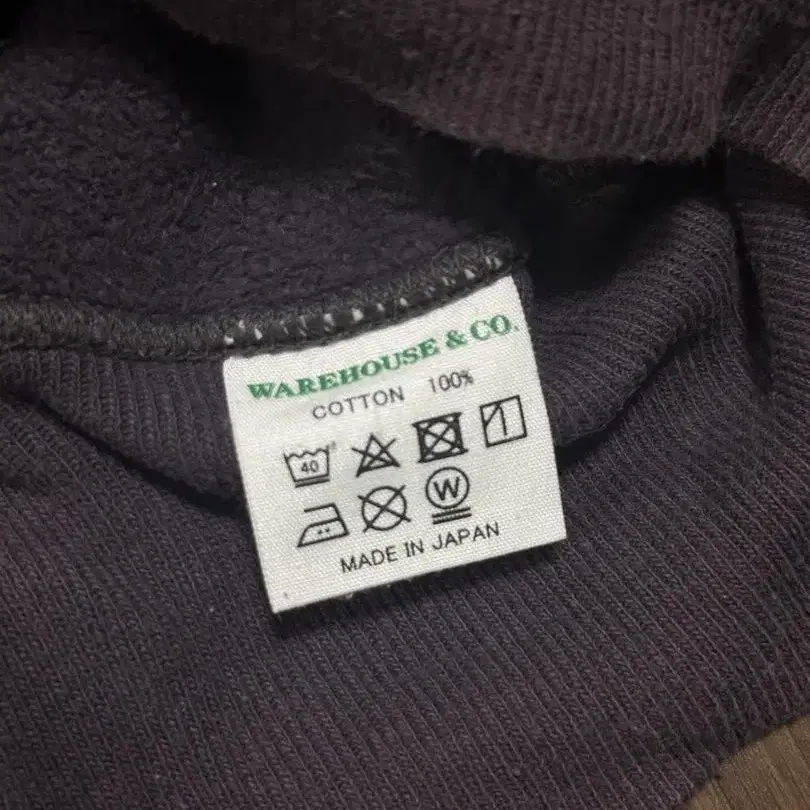 WAREHOUSE & CO.
COTTON 100%
40
W
MADE IN JAPAN